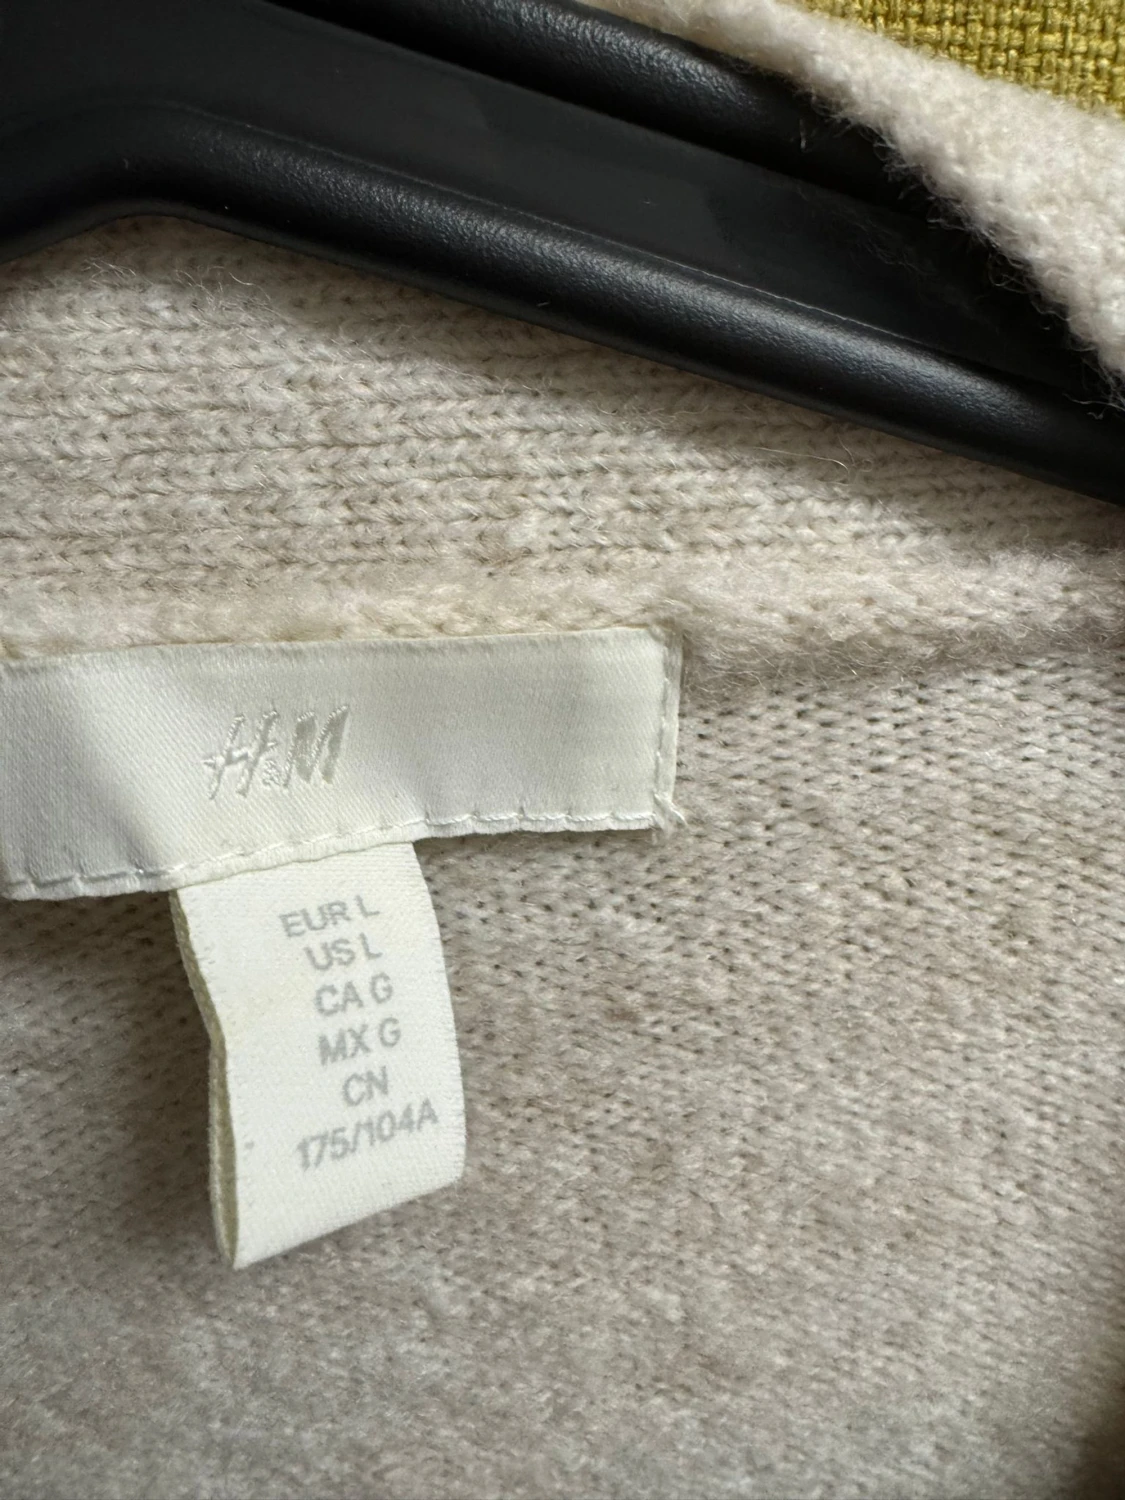 H&M
EUR L
US L
CA G
MX G
CN
175/104A